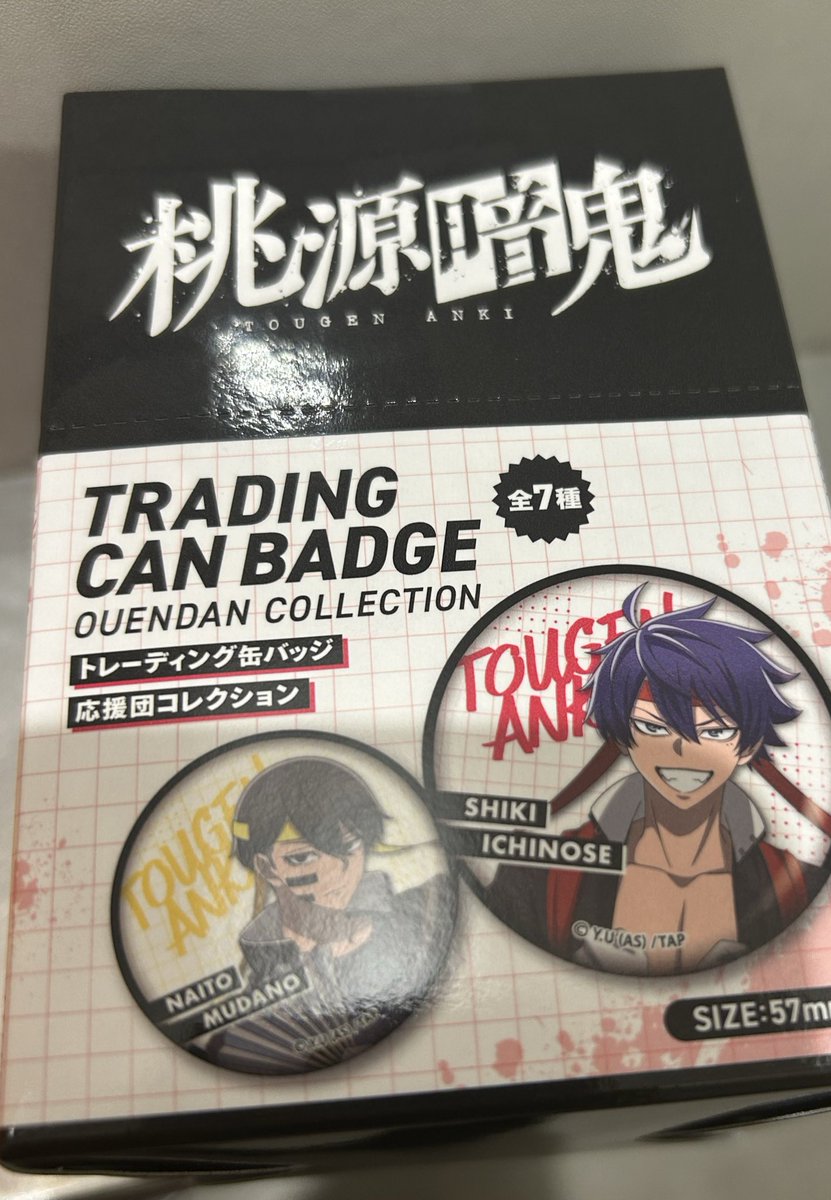 桃源暗鬼
TOUGEN ANKI
TRADING
CAN BADGE
OUENDAN COLLECTION
全7種
トレーディング缶バッジ
応援団コレクション
TOUGEN
ANKI
SHIKI
ICHINOSE
©Y.U(AS)/TAP
TOUGEN
ANKI
NAITO
MUDANO
SIZE:57m